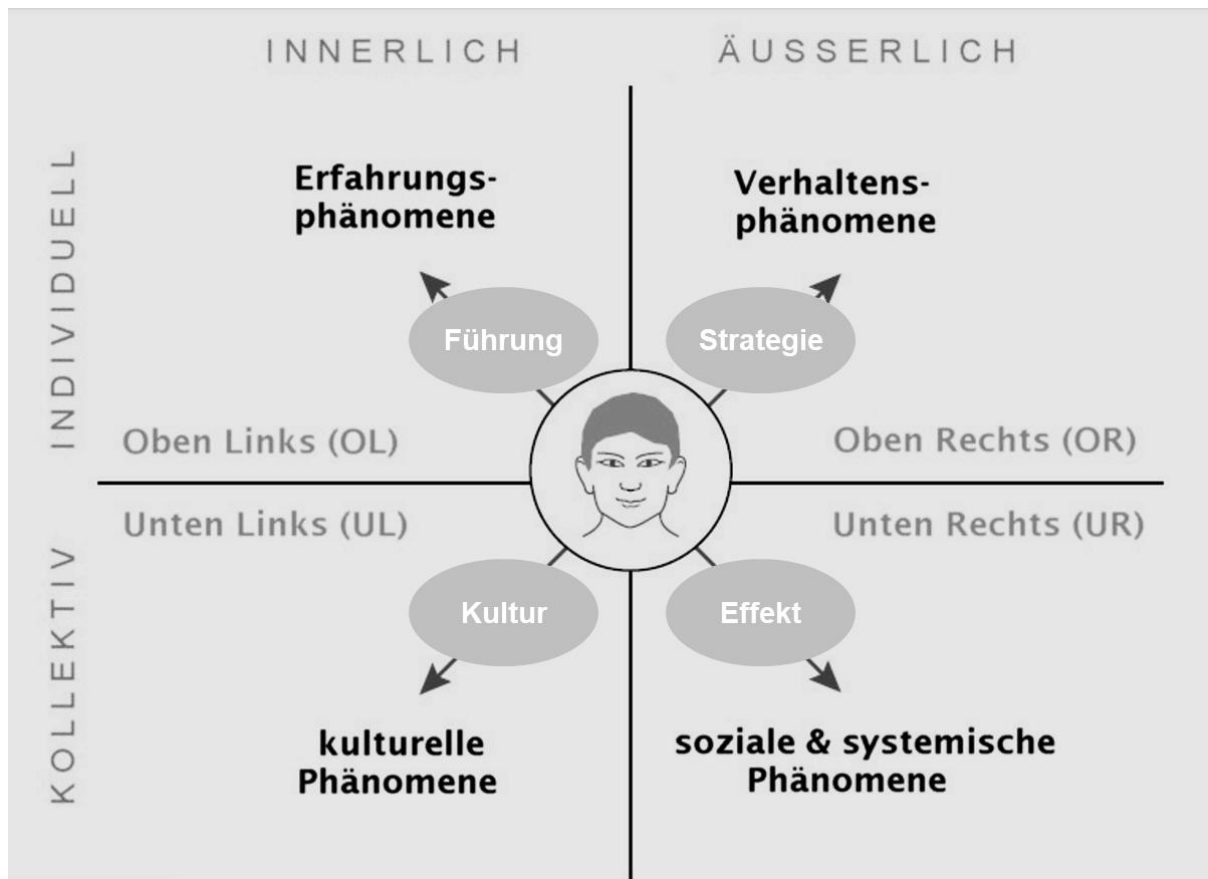 INNERLICH
ÄUSSERLICH
INDIVIDUELL
Erfahrungs-
phänomene
Verhaltens-
phänomene
Führung
Strategie
Oben Links (OL)
Oben Rechts (OR)
KOLLEKTIV
Unten Links (UL)
Unten Rechts (UR)
Kultur
Effekt
kulturelle
Phänomene
soziale & systemische
Phänomene